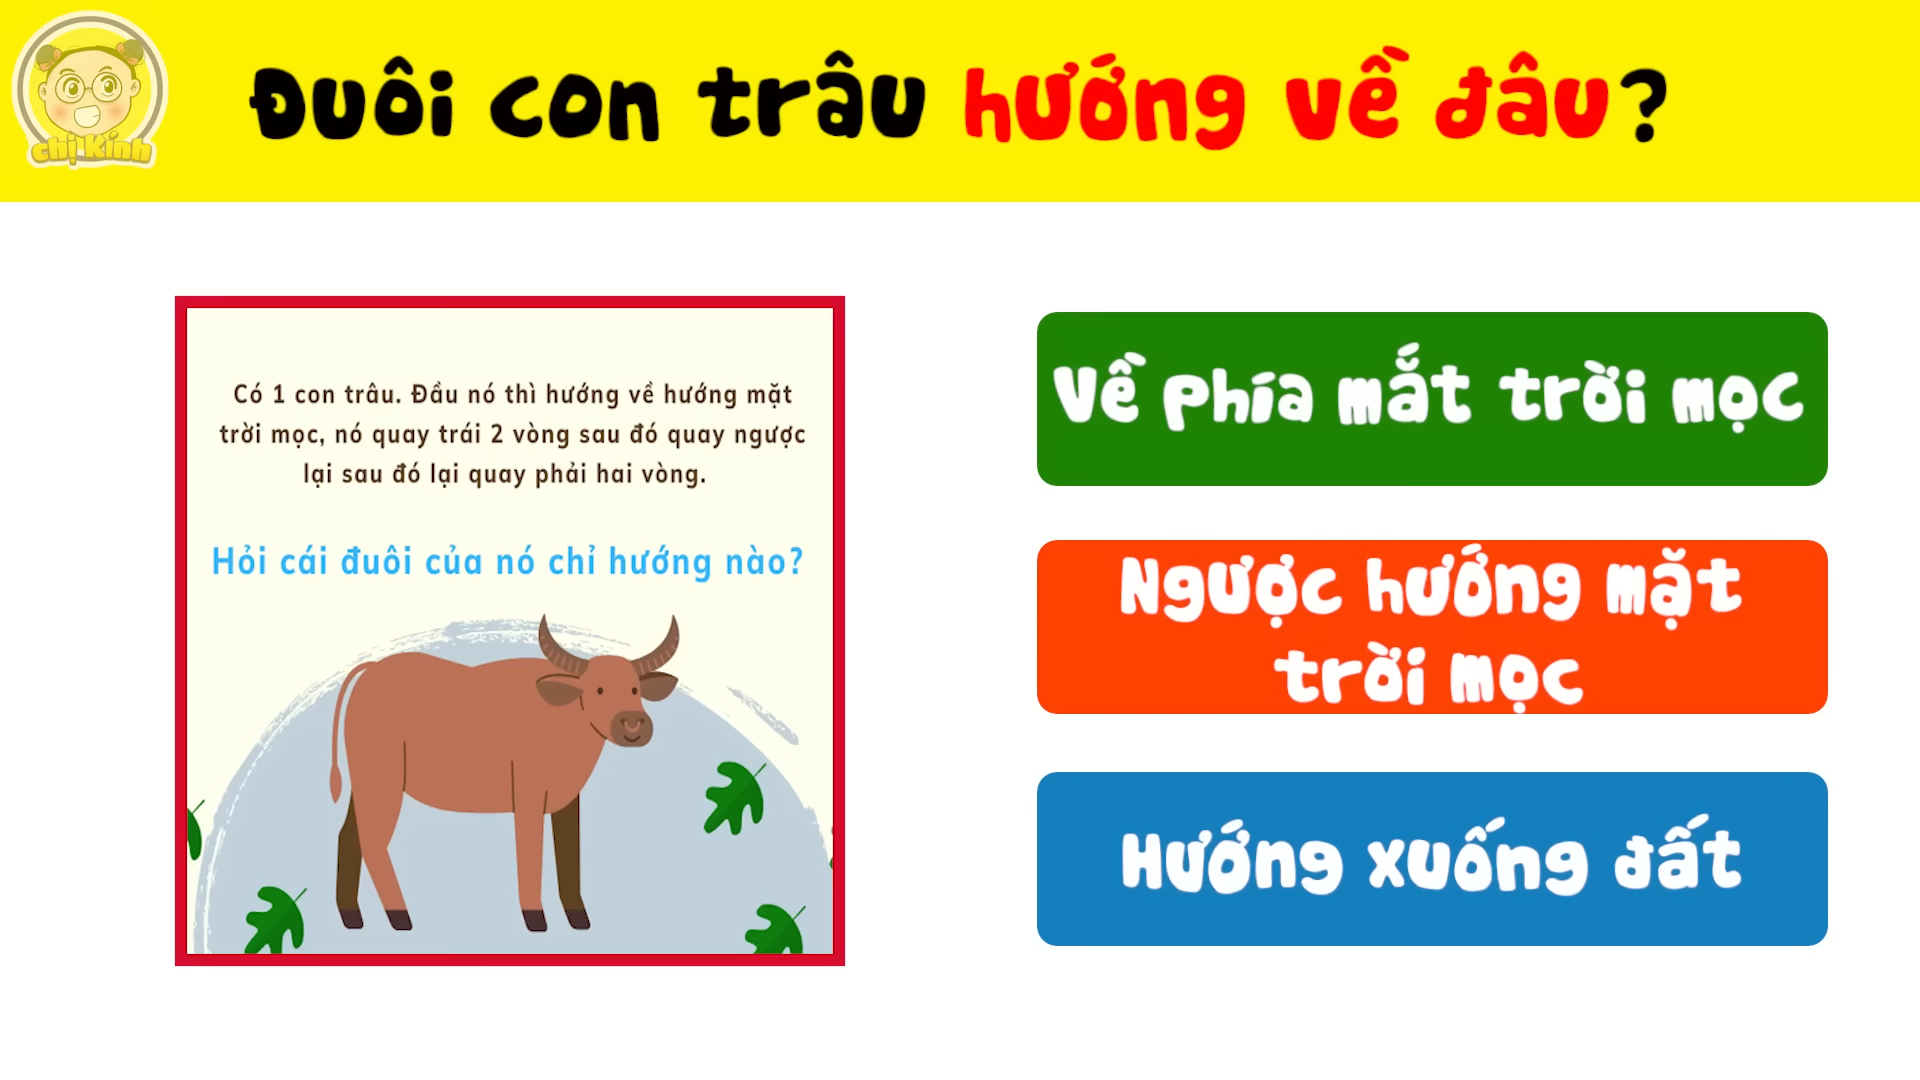 chị Kính
Đuôi con trâu hướng về đâu?
Có 1 con trâu. Đầu nó thì hướng về hướng mặt
trời mọc, nó quay trái 2 vòng sau đó quay ngược
lại sau đó lại quay phải hai vòng.
Hỏi cái đuôi của nó chỉ hướng nào?
Về phía mắt trời mọc
Ngược hướng mặt
trời mọc
Hướng xuống đất